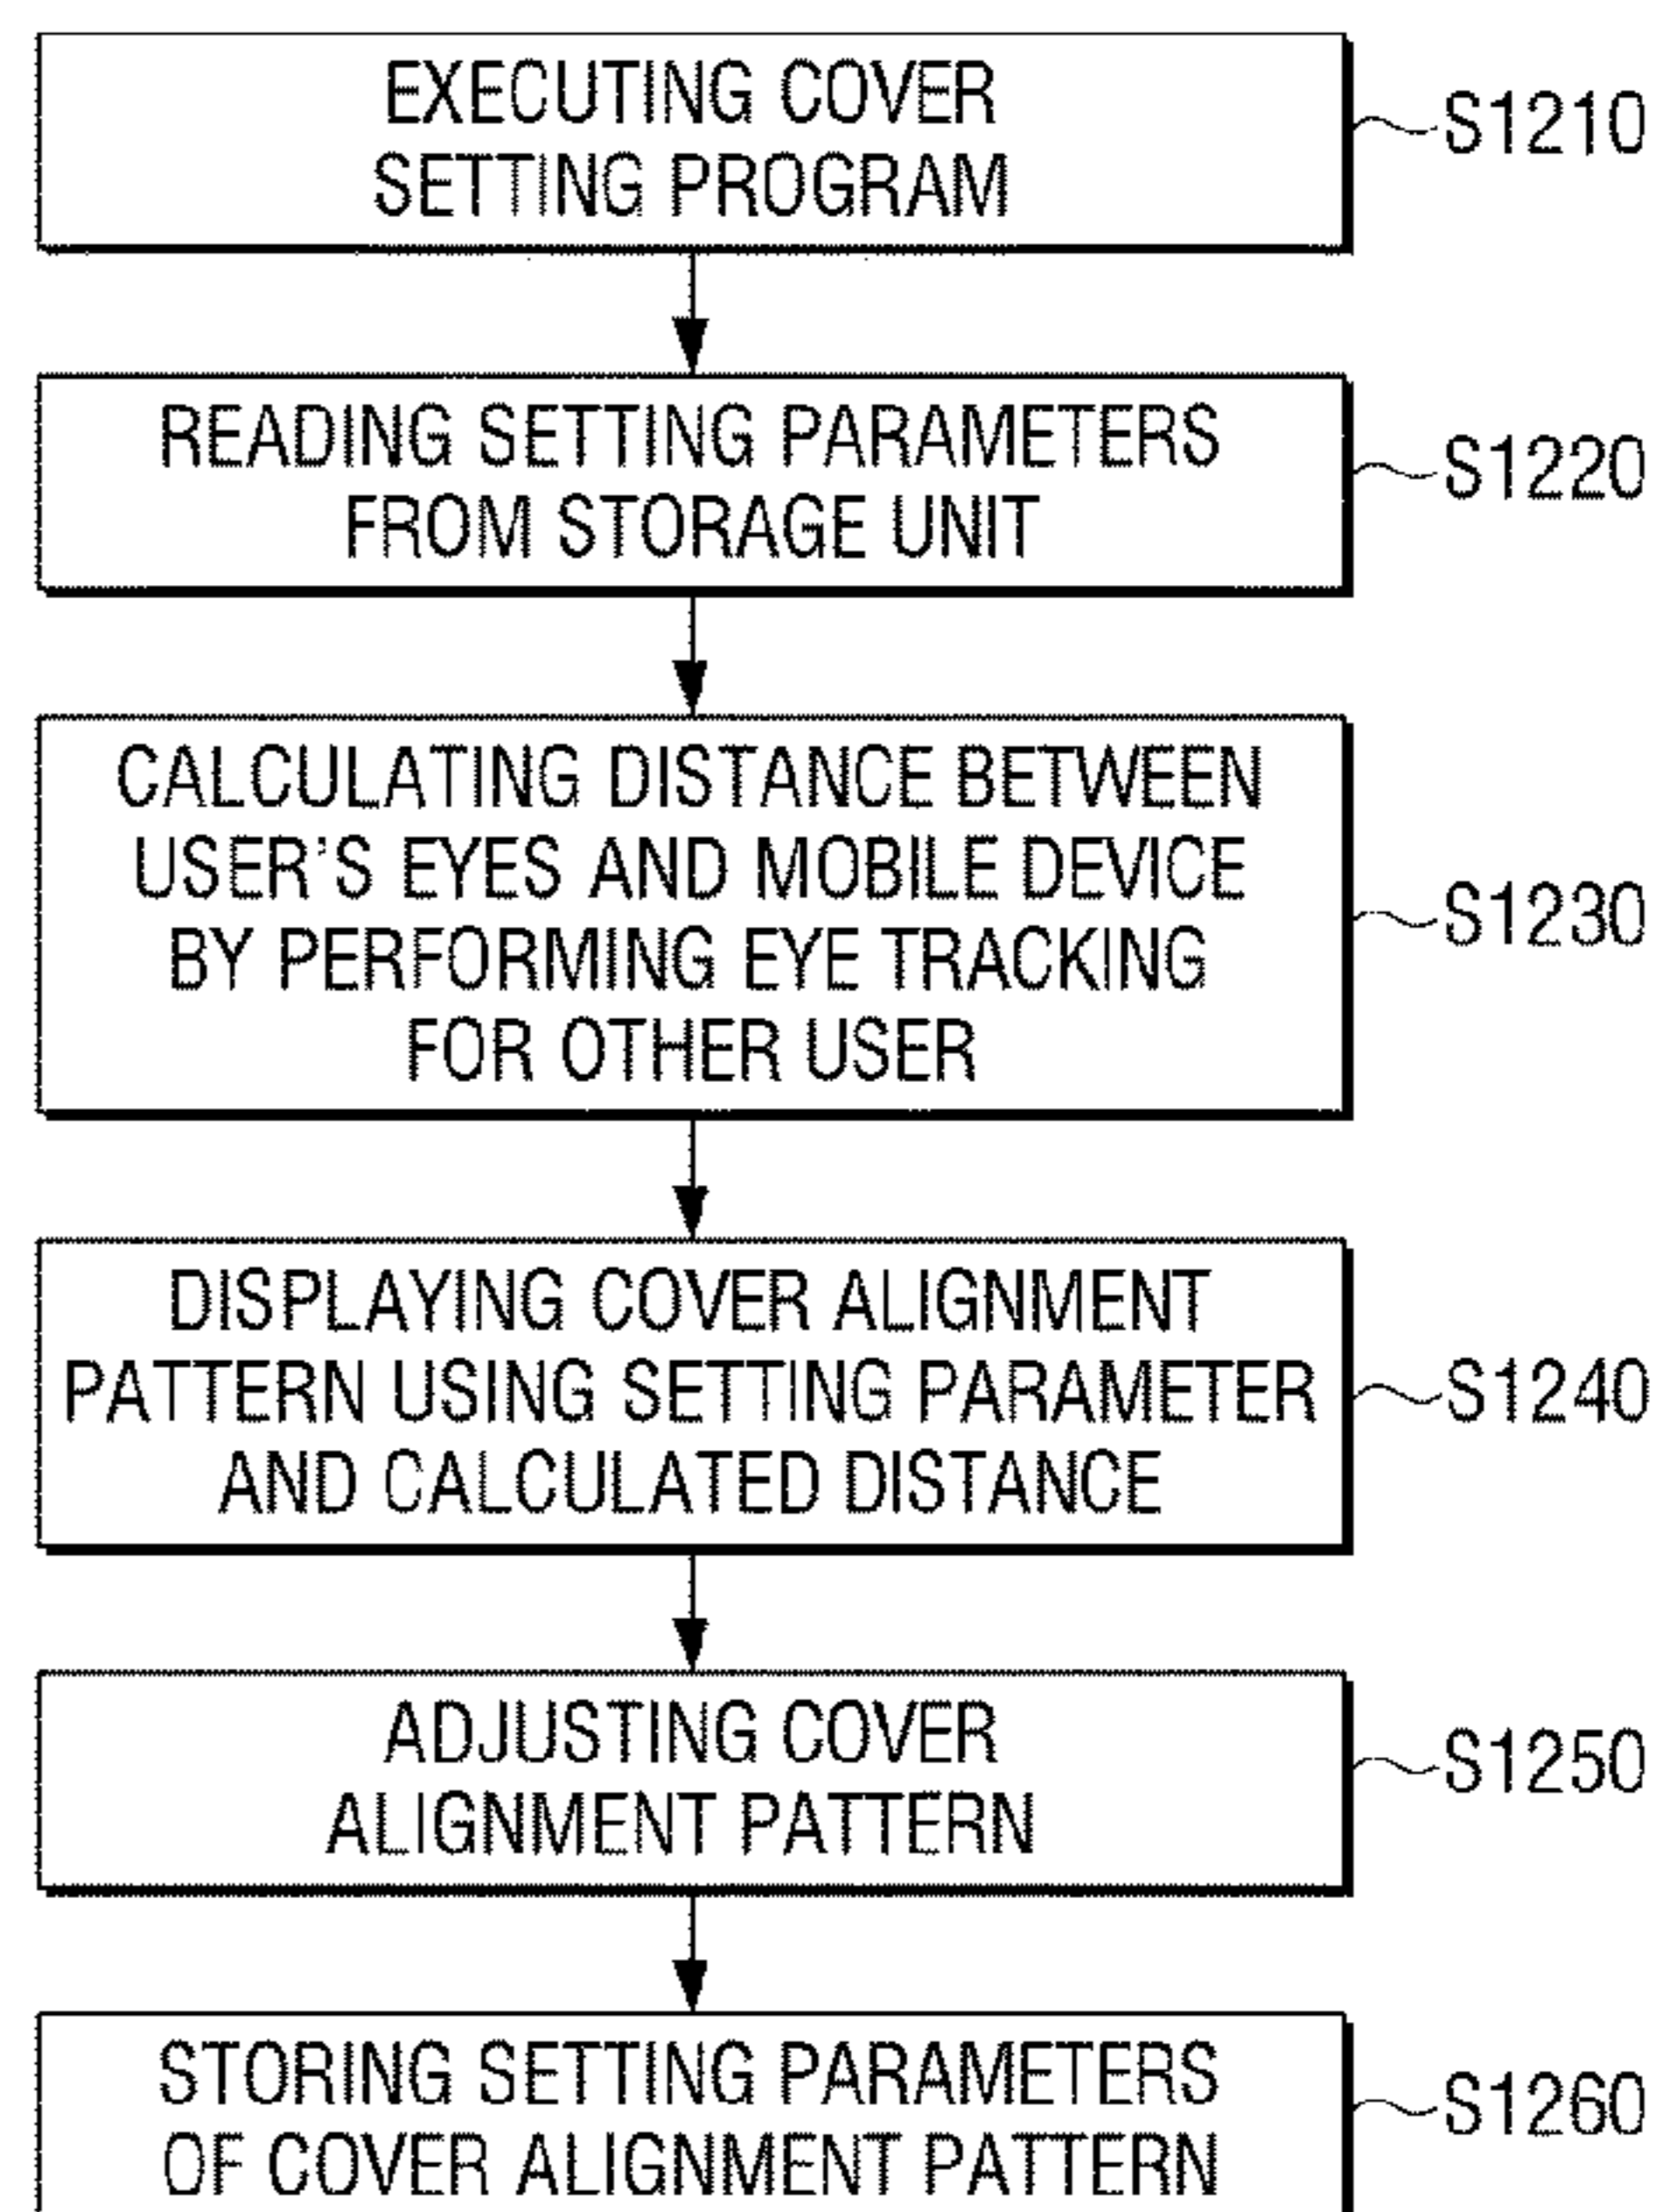 EXECUTING COVER
SETTING PROGRAM
S1210
READING SETTING PARAMETERS
FROM STORAGE UNIT
S1220
CALCULATING DISTANCE BETWEEN
USER'S EYES AND MOBILE DEVICE
BY PERFORMING EYE TRACKING
FOR OTHER USER
S1230
DISPLAYING COVER ALIGNMENT
PATTERN USING SETTING PARAMETER
AND CALCULATED DISTANCE
S1240
ADJUSTING COVER
ALIGNMENT PATTERN
S1250
STORING SETTING PARAMETERS
OF COVER ALIGNMENT PATTERN
S1260